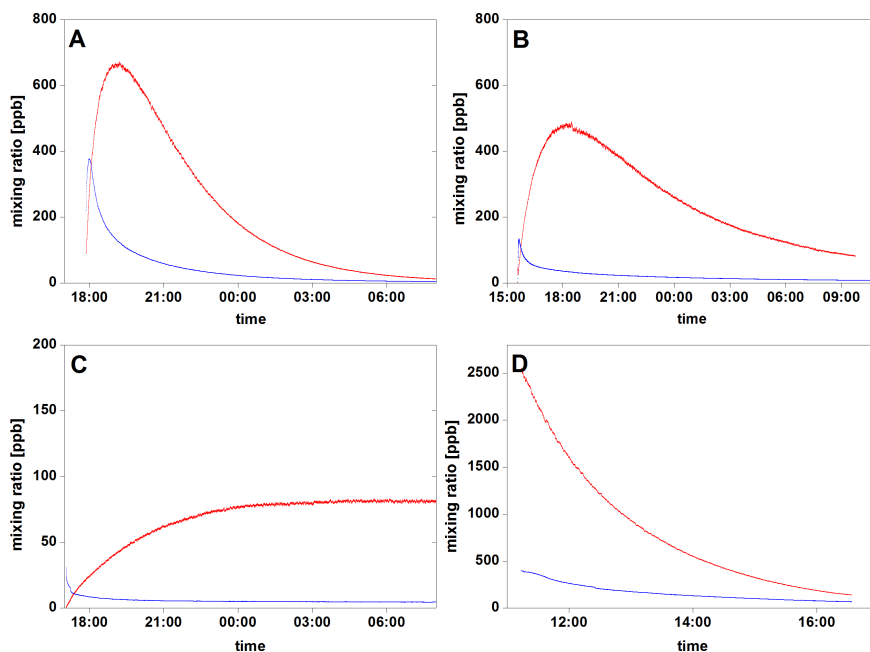 A
800
600
400
200
0
mixing ratio [ppb]
18:00 21:00 00:00 03:00 06:00
time
B
800
600
400
200
0
mixing ratio [ppb]
15:00 18:00 21:00 00:00 03:00 06:00 09:00
time
C
200
150
100
50
0
mixing ratio [ppb]
18:00 21:00 00:00 03:00 06:00
time
D
2500
2000
1500
1000
500
0
mixing ratio [ppb]
12:00 14:00 16:00
time